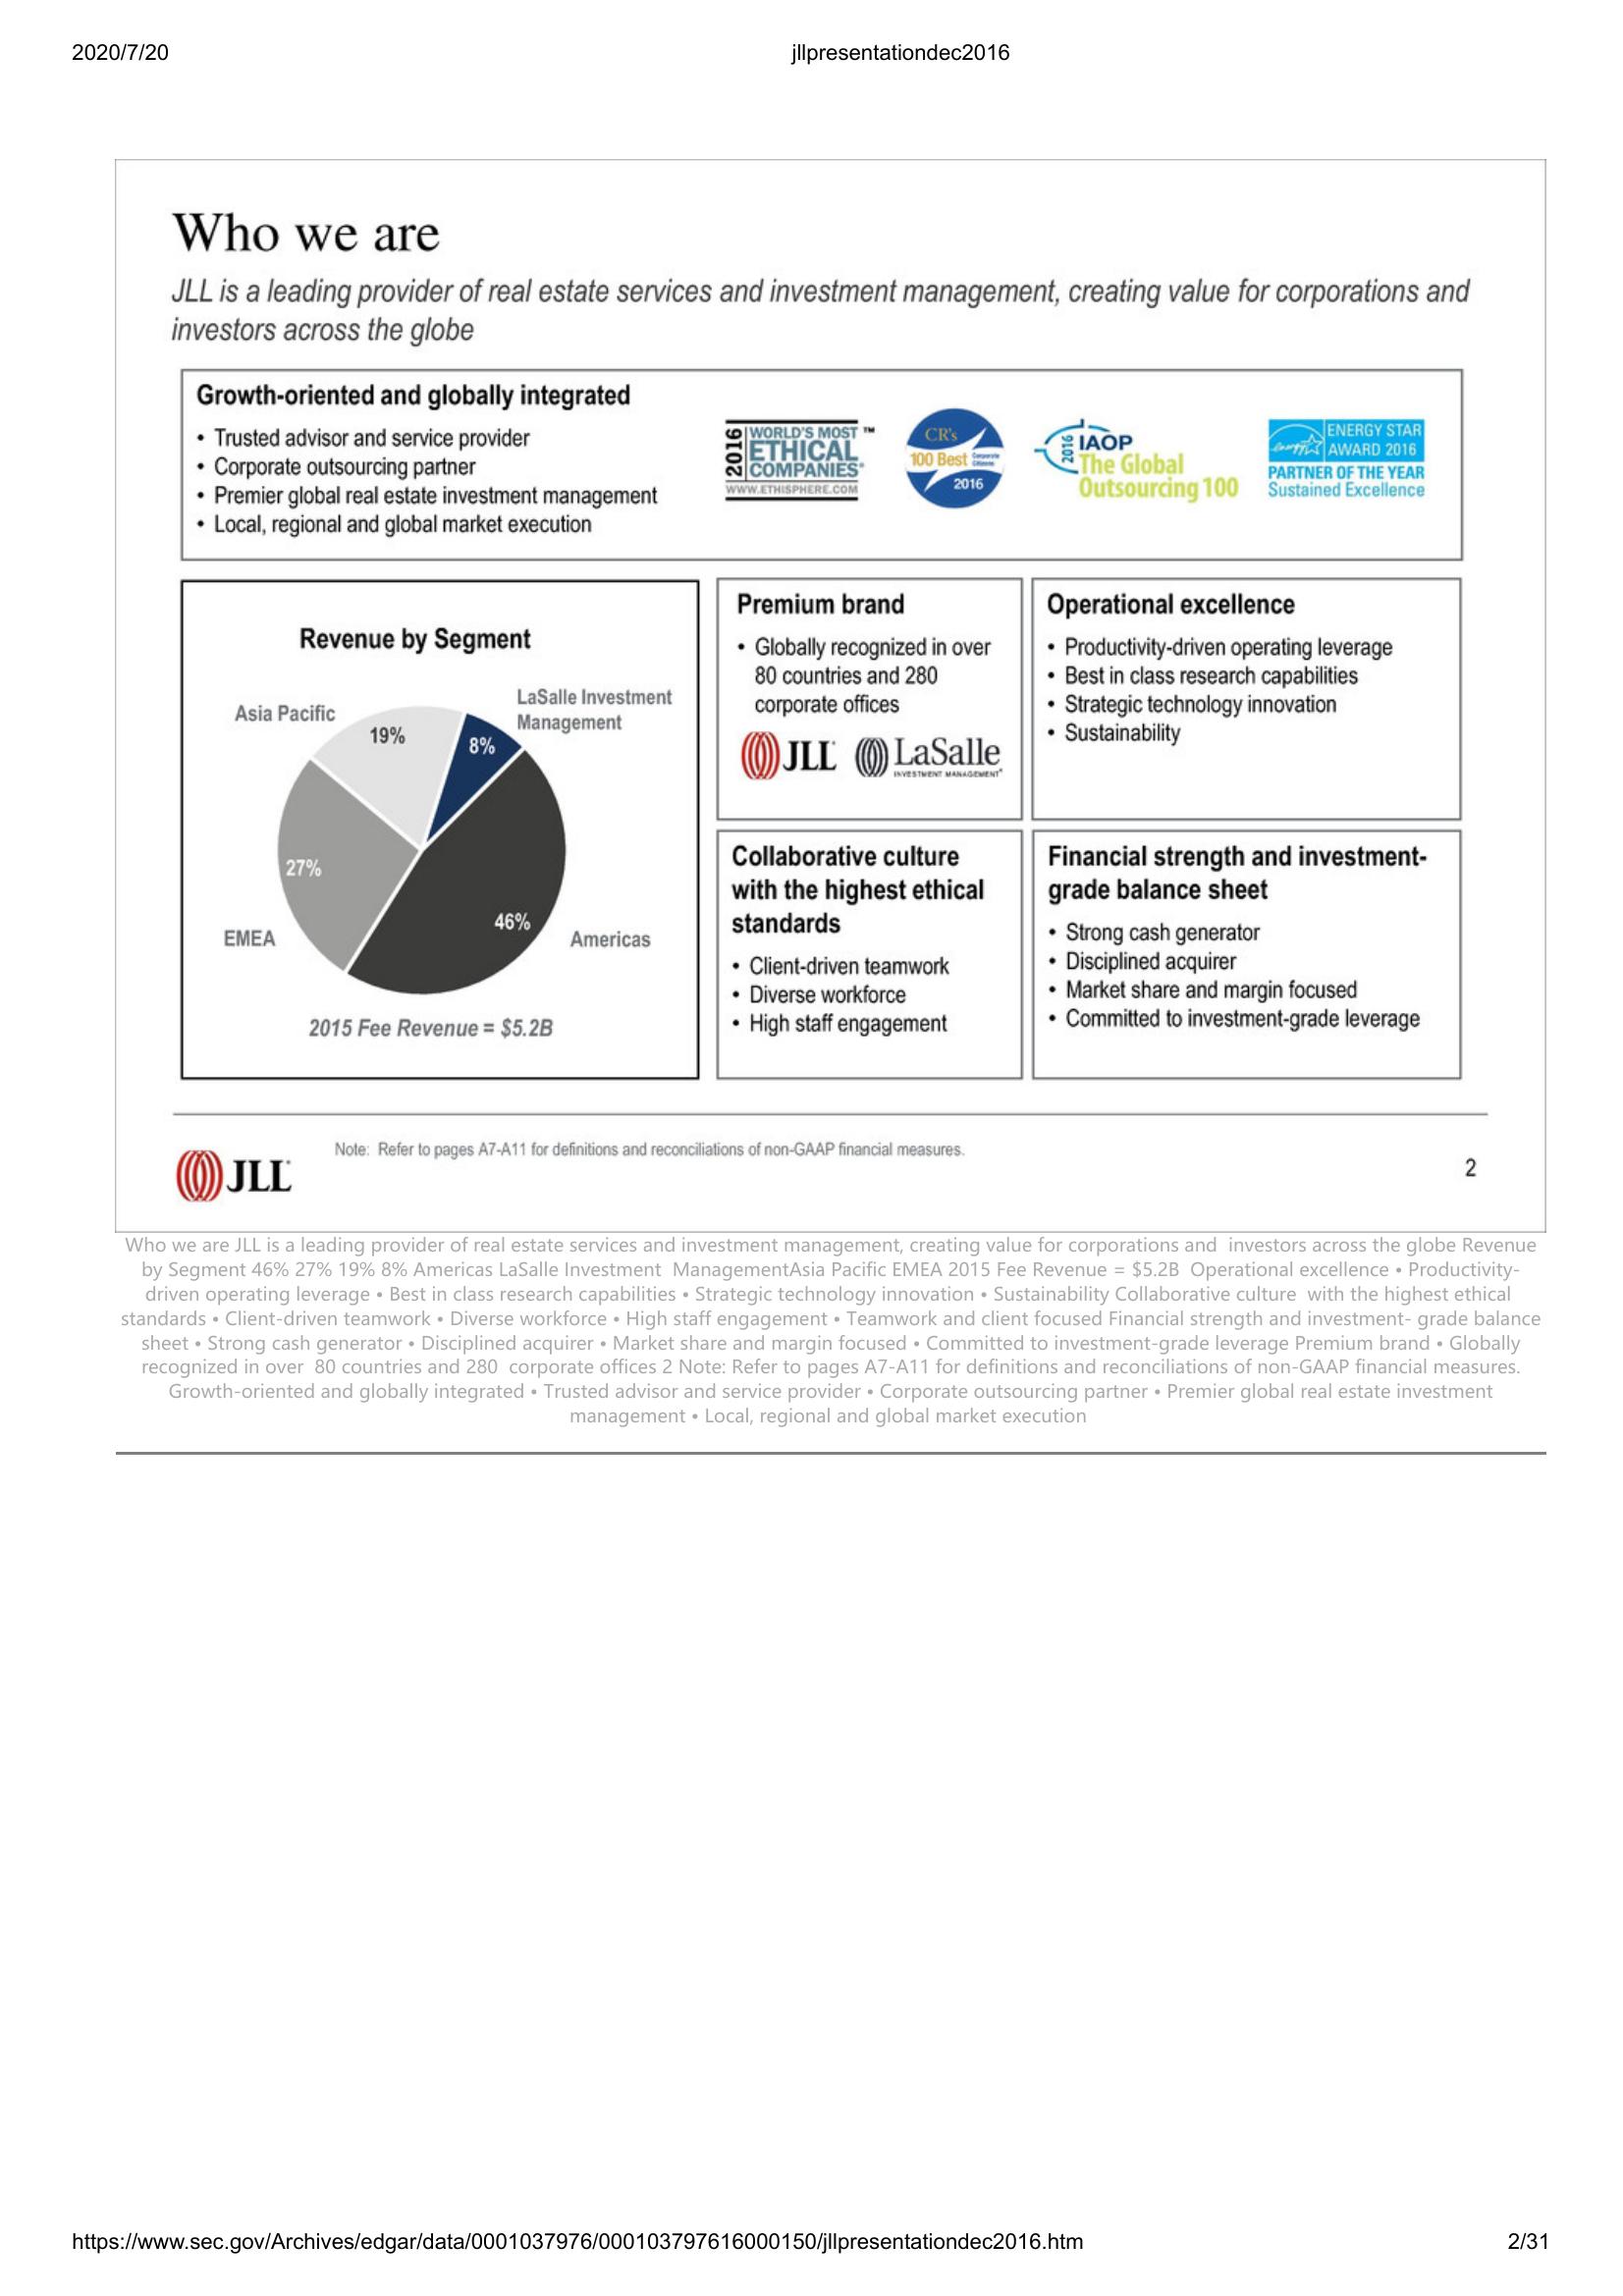 2020/7/20
jllpresentationdec2016
Who we are
JLL is a leading provider of real estate services and investment management, creating value for corporations and
investors across the globe
Growth-oriented and globally integrated
• Trusted advisor and service provider
• Corporate outsourcing partner
• Premier global real estate investment management
• Local, regional and global market execution
2016 WORLD'S MOST ™
ETHICAL
COMPANIES®
WWW.ETHISPHERE.COM
CR's
100 Best Corporate Citizens
2016
2016 IAOP
The Global
Outsourcing 100
ENERGY STAR
AWARD 2016
PARTNER OF THE YEAR
Sustained Excellence
Revenue by Segment
LaSalle Investment
Management
Asia Pacific
19%
8%
27%
46%
EMEA
Americas
2015 Fee Revenue = $5.2B
Premium brand
• Globally recognized in over
80 countries and 280
corporate offices
JLL LaSalle
INVESTMENT MANAGEMENT
Operational excellence
• Productivity-driven operating leverage
• Best in class research capabilities
• Strategic technology innovation
• Sustainability
Collaborative culture
with the highest ethical
standards
• Client-driven teamwork
• Diverse workforce
• High staff engagement
Financial strength and investment-
grade balance sheet
• Strong cash generator
• Disciplined acquirer
• Market share and margin focused
• Committed to investment-grade leverage
JLL
Note: Refer to pages A7-A11 for definitions and reconciliations of non-GAAP financial measures.
2
Who we are JLL is a leading provider of real estate services and investment management, creating value for corporations and investors across the globe Revenue
by Segment 46% 27% 19% 8% Americas LaSalle Investment ManagementAsia Pacific EMEA 2015 Fee Revenue = $5.2B Operational excellence • Productivity-
driven operating leverage • Best in class research capabilities • Strategic technology innovation • Sustainability Collaborative culture with the highest ethical
standards • Client-driven teamwork • Diverse workforce • High staff engagement • Teamwork and client focused Financial strength and investment- grade balance
sheet • Strong cash generator • Disciplined acquirer • Market share and margin focused • Committed to investment-grade leverage Premium brand • Globally
recognized in over 80 countries and 280 corporate offices 2 Note: Refer to pages A7-A11 for definitions and reconciliations of non-GAAP financial measures.
Growth-oriented and globally integrated • Trusted advisor and service provider • Corporate outsourcing partner • Premier global real estate investment
management • Local, regional and global market execution
https://www.sec.gov/Archives/edgar/data/0001037976/000103797616000150/jllpresentationdec2016.htm
2/31